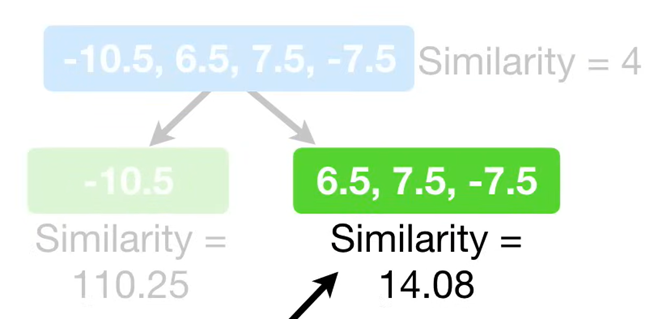 -10.5, 6.5, 7.5, -7.5 Similarity = 4
-10.5 6.5, 7.5, -7.5
Similarity = Similarity =
110.25 14.08